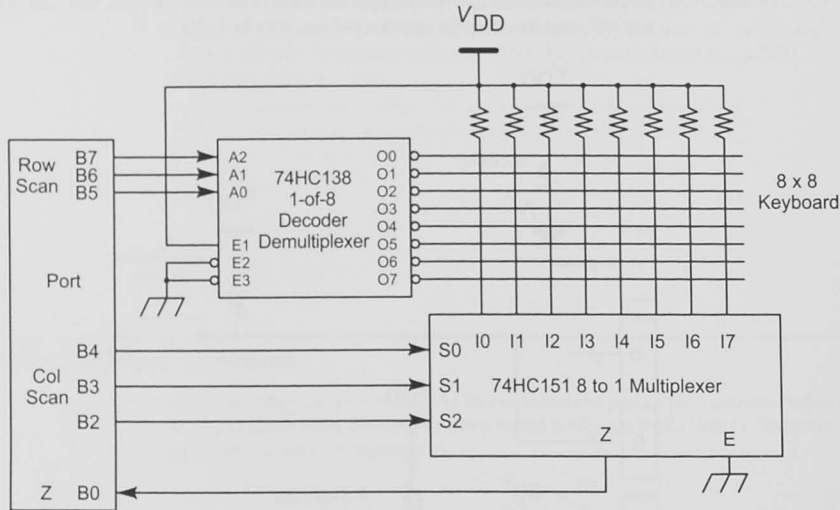 VDD
Row
Scan
B7
B6
B5
A2
A1
A0
74HC138
1-of-8
Decoder
Demultiplexer
E1
E2
E3
O0
O1
O2
O3
O4
O5
O6
O7
8 x 8
Keyboard
Port
Col
Scan
B4
B3
B2
Z B0
S0
S1
S2
I0 I1 I2 I3 I4 I5 I6 I7
74HC151 8 to 1 Multiplexer
Z E